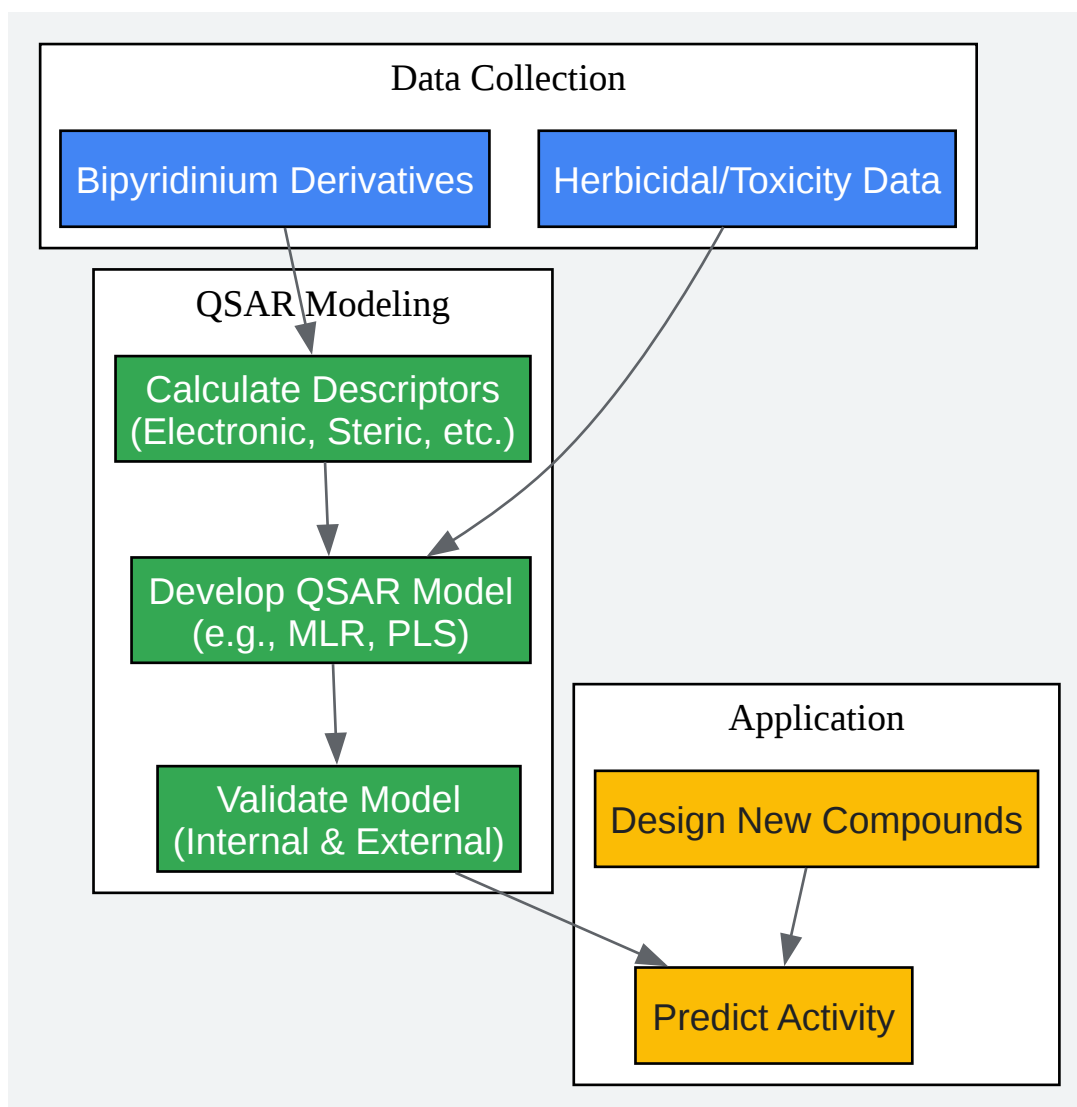 Data Collection
Bipyridinium Derivatives
Herbicidal/Toxicity Data
QSAR Modeling
Calculate Descriptors
(Electronic, Steric, etc.)
Develop QSAR Model
(e.g., MLR, PLS)
Validate Model
(Internal & External)
Application
Design New Compounds
Predict Activity